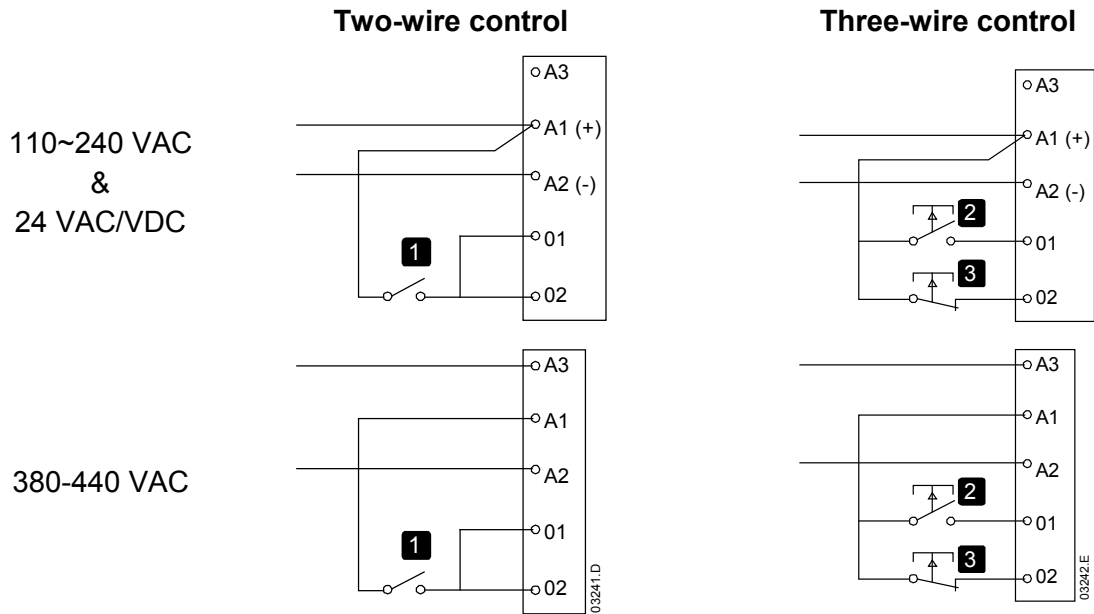 Two-wire control
Three-wire control
110~240 VAC
&
24 VAC/VDC
A3
A1 (+)
A2 (-)
1
01
02
A3
A1 (+)
A2 (-)
2
01
3
02
380-440 VAC
A3
A1
A2
01
1
02
03241.D
A3
A1
A2
2
01
3
02
03242.E